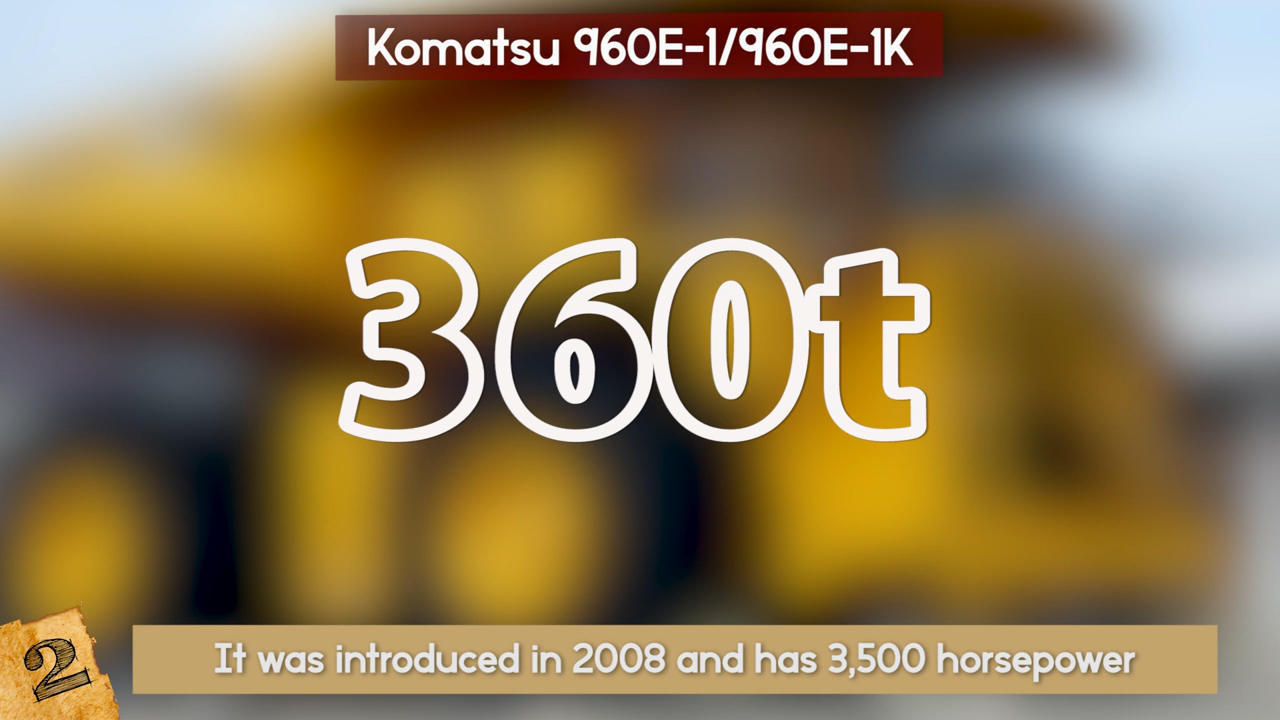 Komatsu 960E-1/960E-1K
360t
It was introduced in 2008 and has 3,500 horsepower
2